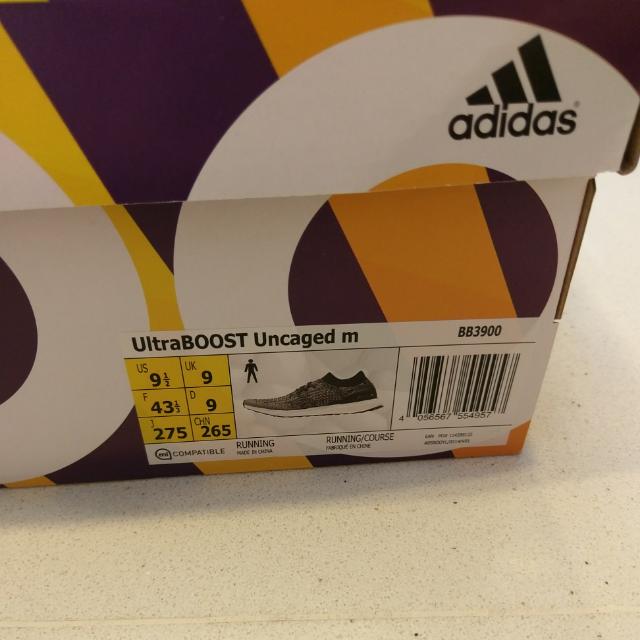 adidas
UltraBOOST Uncaged m
BB3900
US 9½
UK 9
F 43⅓
D 9
J 275
CHN 265
mi COMPATIBLE
RUNNING
MADE IN CHINA
RUNNING/COURSE
FABRIQUÉ EN CHINE
4 056567 554957